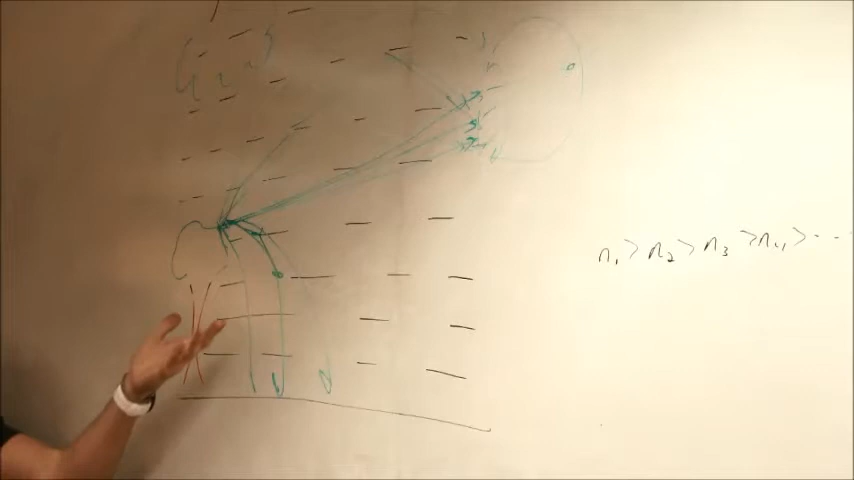 n₁ > n₂ > n₃ > n₄ > ...